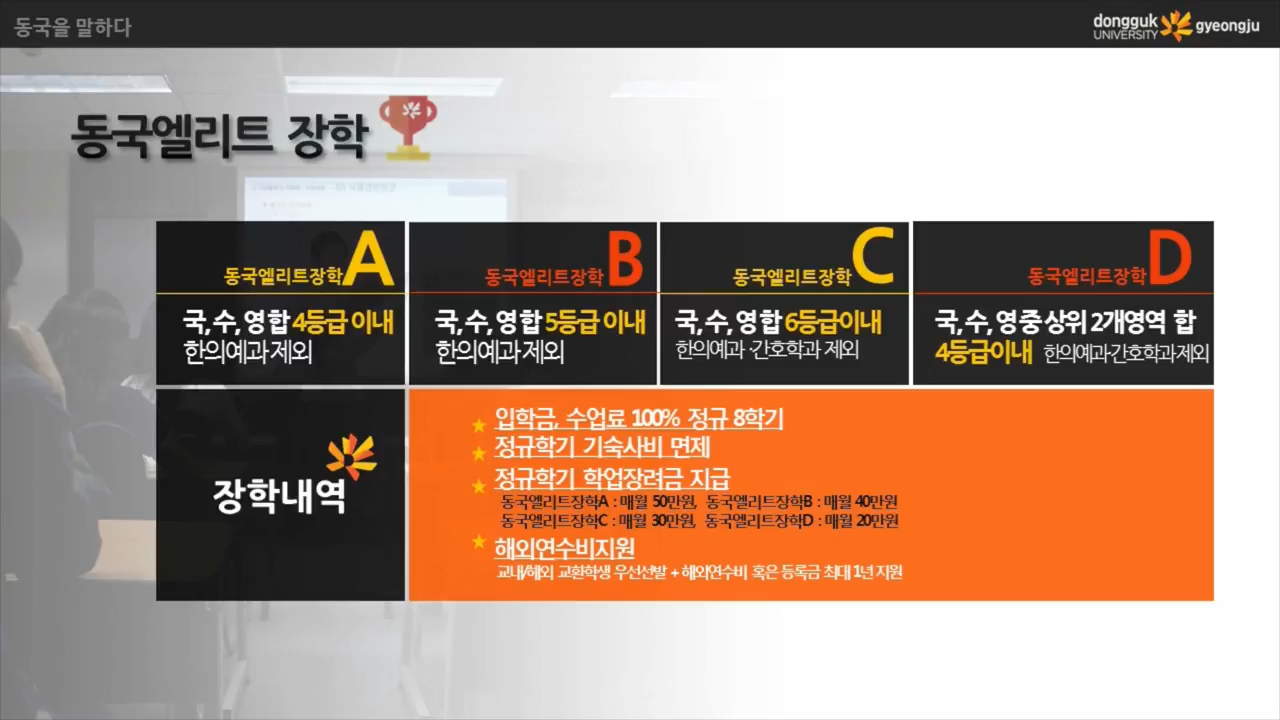 동국을 말하다
dongguk UNIVERSITY gyeongju
동국엘리트 장학
동국엘리트장학A
국,수,영합 4등급 이내
한의예과 제외
동국엘리트장학B
국,수,영합 5등급 이내
한의예과 제외
동국엘리트장학C
국,수,영합 6등급이내
한의예과 ·간호학과 제외
동국엘리트장학D
국,수,영중 상위 2개영역 합
4등급이내 한의예과·간호학과제외
장학내역
입학금, 수업료 100% 정규 8학기
정규학기 기숙사비 면제
정규학기 학업장려금 지급
동국엘리트장학A : 매월 50만원, 동국엘리트장학B : 매월 40만원
동국엘리트장학C : 매월 30만원, 동국엘리트장학D : 매월 20만원
해외연수비지원
교내/해외 교환학생 우선선발 + 해외연수비 혹은 등록금 최대 1년 지원